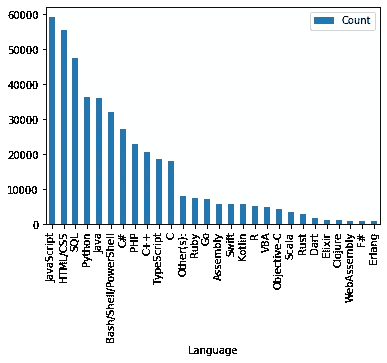 Count
60000
50000
40000
30000
20000
10000
0
JavaScript
HTML/CSS
SQL
Python
Java
Bash/Shell/PowerShell
C#
PHP
C++
TypeScript
C
Other(s):
Ruby
Go
Assembly
Swift
Kotlin
R
VBA
Objective-C
Scala
Rust
Dart
Elixir
Clojure
WebAssembly
F#
Erlang
Language